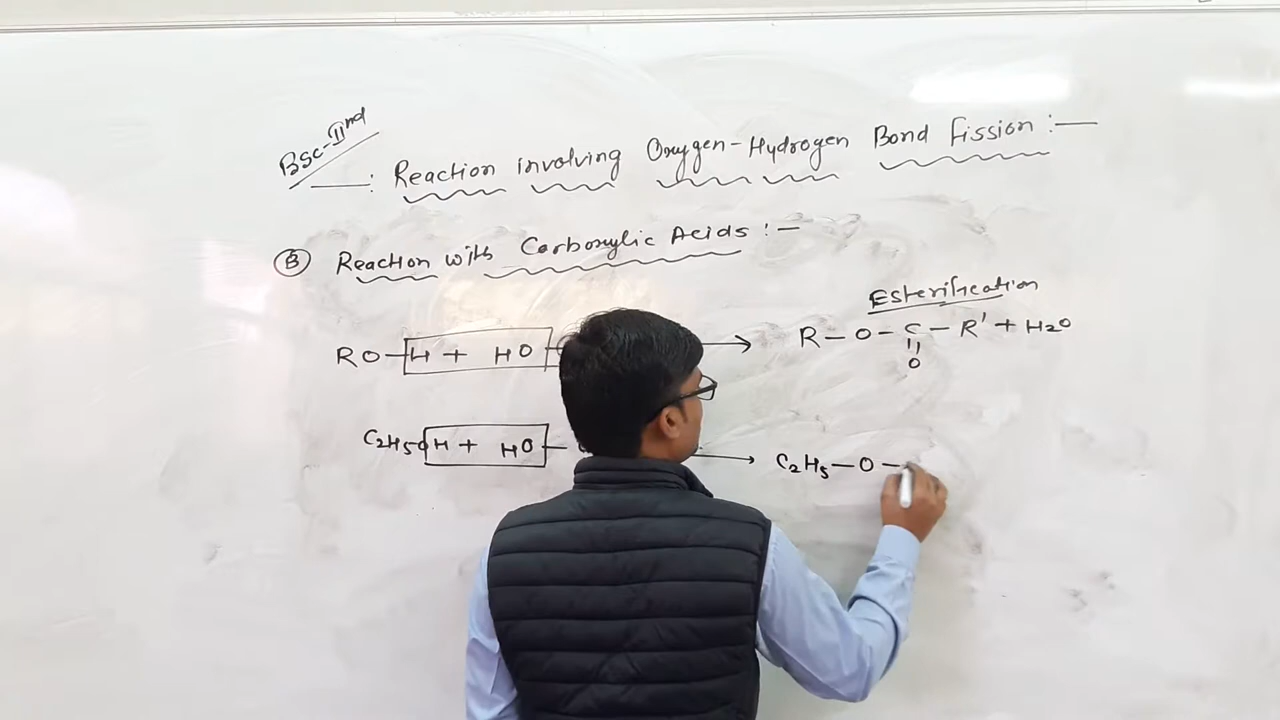 BSc-IInd
:Reaction involving Oxygen-Hydrogen Bond Fission:-
B Reaction with Carboxylic Acids:-
Esterification
RO-H + HO- → R-O-C-R' + H2O
O
C2H5OH + HO- → C2H5-O-